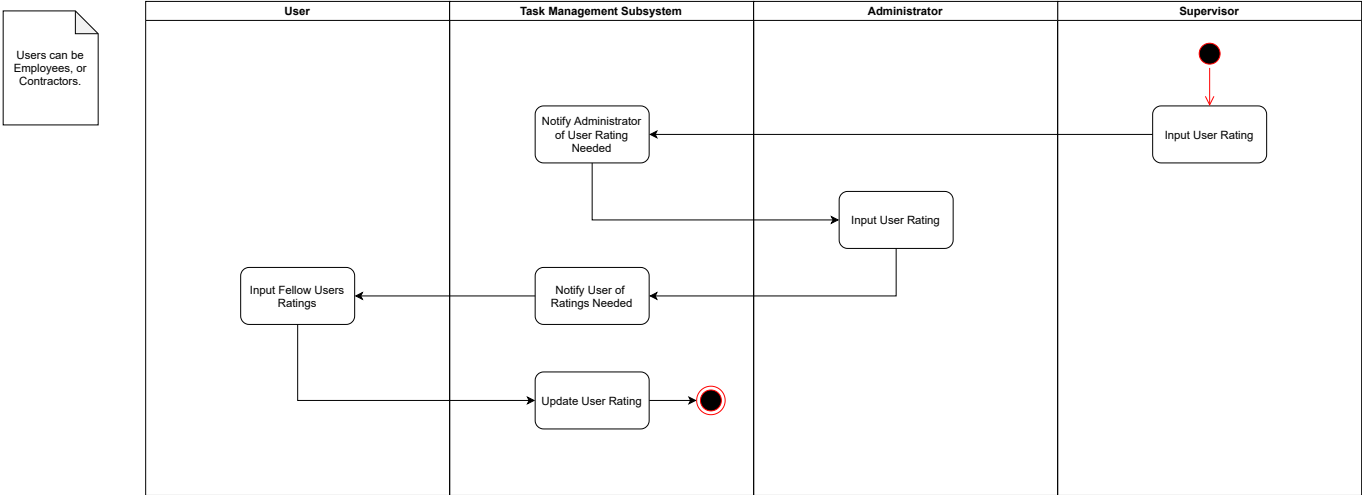 User
Task Management Subsystem
Administrator
Supervisor
Users can be
Employees, or
Contractors.
Notify Administrator
of User Rating
Needed
Input User Rating
Input User Rating
Input Fellow Users
Ratings
Notify User of
Ratings Needed
Update User Rating